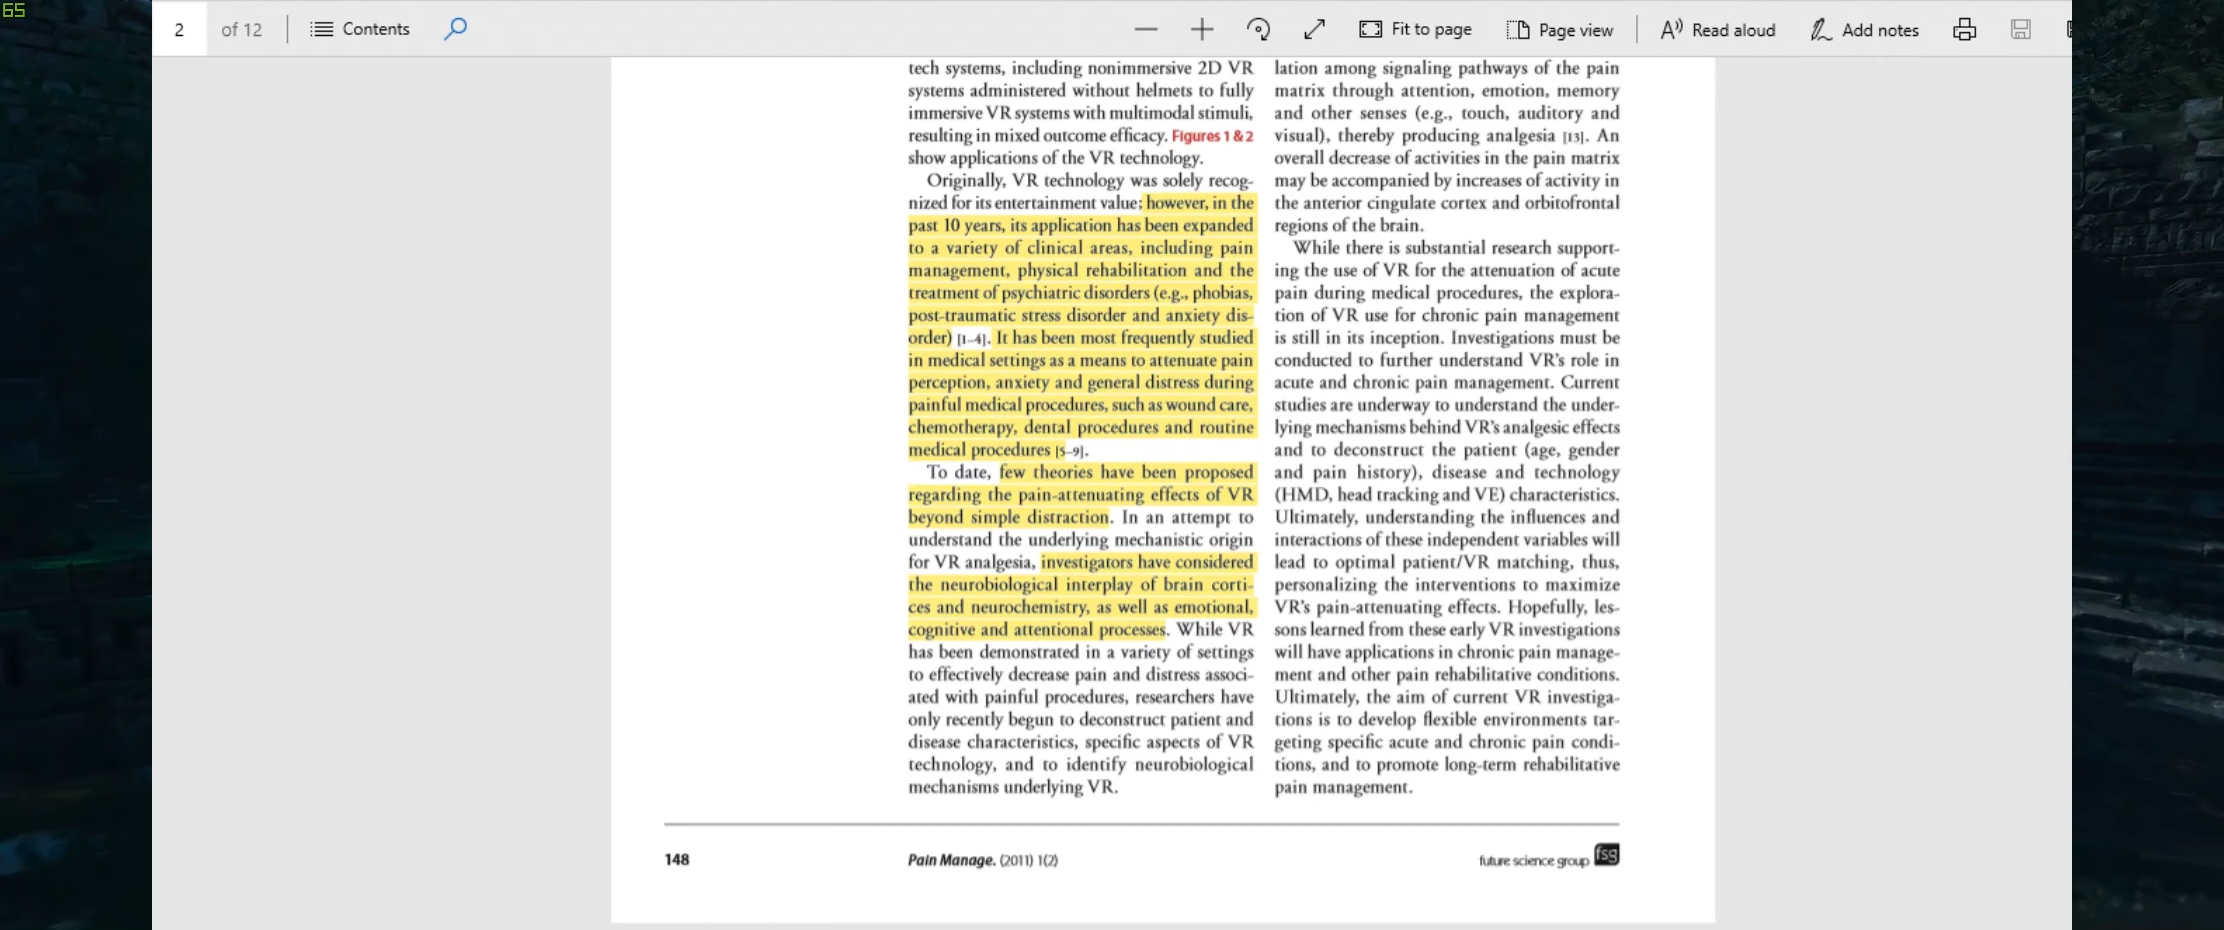 65
2 of 12 Contents Fit to page Page view Read aloud Add notes
tech systems, including nonimmersive 2D VR
systems administered without helmets to fully
immersive VR systems with multimodal stimuli,
resulting in mixed outcome efficacy. Figures 1 & 2
show applications of the VR technology.
Originally, VR technology was solely recog-
nized for its entertainment value; however, in the
past 10 years, its application has been expanded
to a variety of clinical areas, including pain
management, physical rehabilitation and the
treatment of psychiatric disorders (e.g., phobias,
post-traumatic stress disorder and anxiety dis-
order) [1–4]. It has been most frequently studied
in medical settings as a means to attenuate pain
perception, anxiety and general distress during
painful medical procedures, such as wound care,
chemotherapy, dental procedures and routine
medical procedures [5–9].
To date, few theories have been proposed
regarding the pain-attenuating effects of VR
beyond simple distraction. In an attempt to
understand the underlying mechanistic origin
for VR analgesia, investigators have considered
the neurobiological interplay of brain corti-
ces and neurochemistry, as well as emotional,
cognitive and attentional processes. While VR
has been demonstrated in a variety of settings
to effectively decrease pain and distress associ-
ated with painful procedures, researchers have
only recently begun to deconstruct patient and
disease characteristics, specific aspects of VR
technology, and to identify neurobiological
mechanisms underlying VR.
lation among signaling pathways of the pain
matrix through attention, emotion, memory
and other senses (e.g., touch, auditory and
visual), thereby producing analgesia [13]. An
overall decrease of activities in the pain matrix
may be accompanied by increases of activity in
the anterior cingulate cortex and orbitofrontal
regions of the brain.
While there is substantial research support-
ing the use of VR for the attenuation of acute
pain during medical procedures, the explora-
tion of VR use for chronic pain management
is still in its inception. Investigations must be
conducted to further understand VR's role in
acute and chronic pain management. Current
studies are underway to understand the under-
lying mechanisms behind VR's analgesic effects
and to deconstruct the patient (age, gender
and pain history), disease and technology
(HMD, head tracking and VE) characteristics.
Ultimately, understanding the influences and
interactions of these independent variables will
lead to optimal patient/VR matching, thus,
personalizing the interventions to maximize
VR's pain-attenuating effects. Hopefully, les-
sons learned from these early VR investigations
will have applications in chronic pain manage-
ment and other pain rehabilitative conditions.
Ultimately, the aim of current VR investiga-
tions is to develop flexible environments tar-
geting specific acute and chronic pain condi-
tions, and to promote long-term rehabilitative
pain management.
148 Pain Manage. (2011) 1(2) future science group fsg